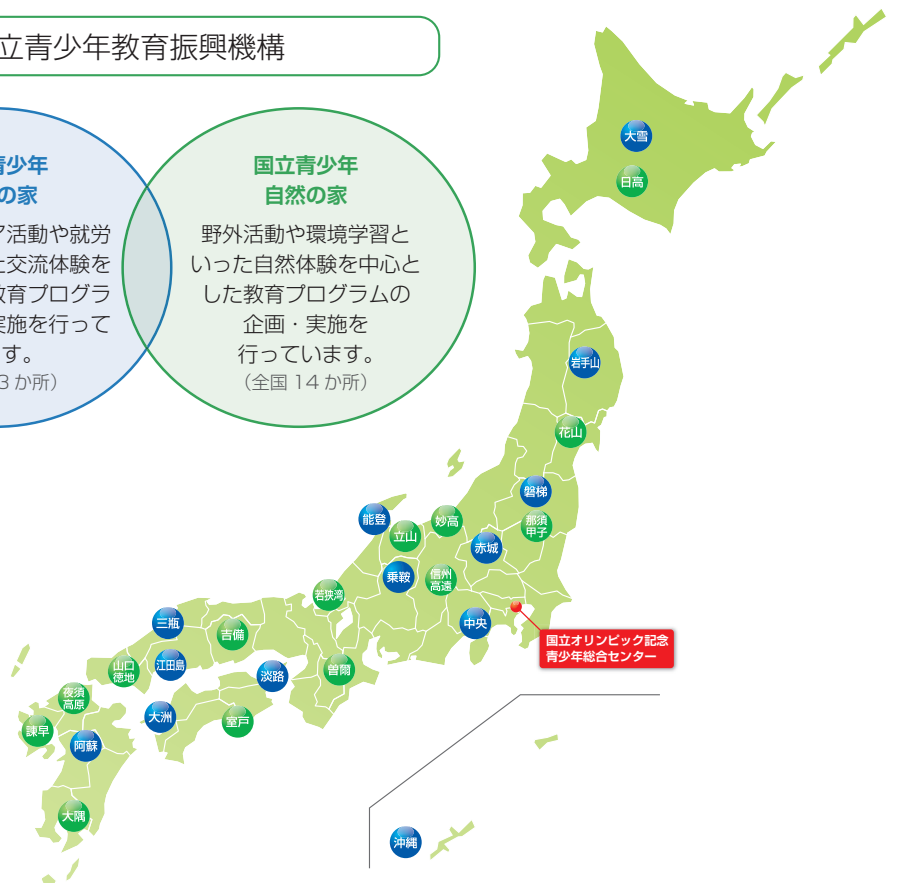 立青少年教育振興機構
青少年
の家
ア活動や就労
た交流体験を
教育プログラ
実施を行って
す。
3 か所）
国立青少年
自然の家
野外活動や環境学習と
いった自然体験を中心と
した教育プログラムの
企画・実施を
行っています。
（全国 14 か所）
大雪
日高
岩手山
花山
磐梯
能登
立山
妙高
那須
甲子
赤城
乗鞍
信州
高遠
若狭湾
中央
国立オリンピック記念
青少年総合センター
三瓶
吉備
山口
徳地
江田島
淡路
曽爾
夜須
高原
大洲
室戸
諫早
阿蘇
大隅
沖縄